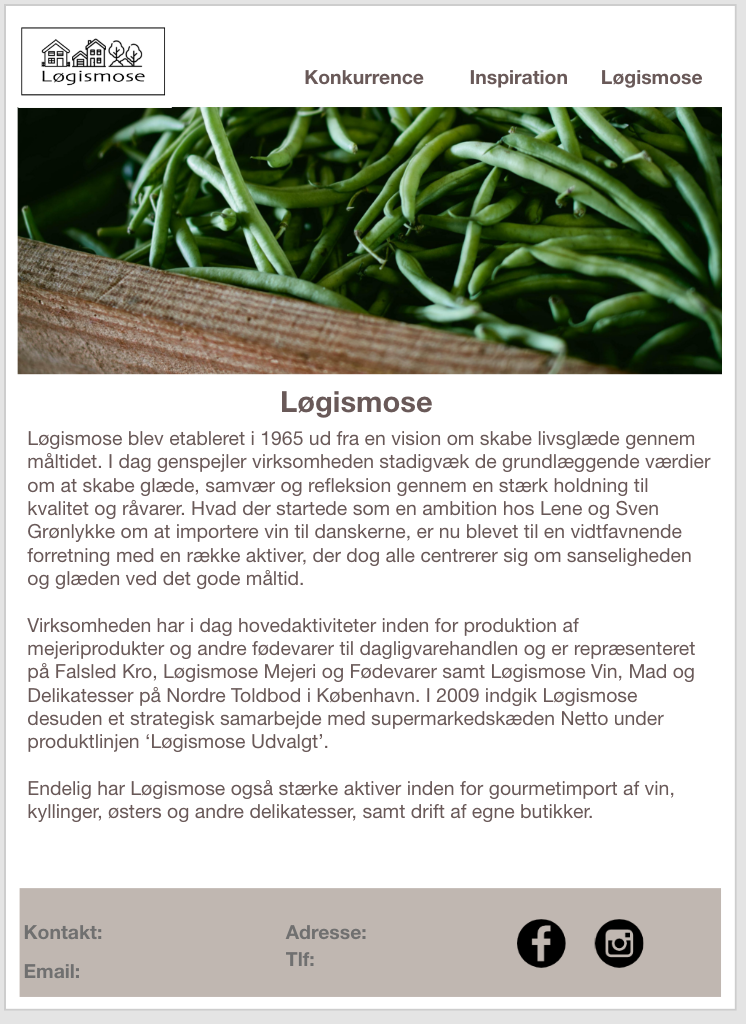 Løgismose
Konkurrence Inspiration Løgismose
Løgismose
Løgismose blev etableret i 1965 ud fra en vision om skabe livsglæde gennem
måltidet. I dag genspejler virksomheden stadigvæk de grundlæggende værdier
om at skabe glæde, samvær og refleksion gennem en stærk holdning til
kvalitet og råvarer. Hvad der startede som en ambition hos Lene og Sven
Grønlykke om at importere vin til danskerne, er nu blevet til en vidtfavnende
forretning med en række aktiver, der dog alle centrerer sig om sanseligheden
og glæden ved det gode måltid.
Virksomheden har i dag hovedaktiviteter inden for produktion af
mejeriprodukter og andre fødevarer til dagligvarehandlen og er repræsenteret
på Falsled Kro, Løgismose Mejeri og Fødevarer samt Løgismose Vin, Mad og
Delikatesser på Nordre Toldbod i København. I 2009 indgik Løgismose
desuden et strategisk samarbejde med supermarkedskæden Netto under
produktlinjen ‘Løgismose Udvalgt’.
Endelig har Løgismose også stærke aktiver inden for gourmetimport af vin,
kyllinger, østers og andre delikatesser, samt drift af egne butikker.
Kontakt:
Email:
Adresse:
Tlf: